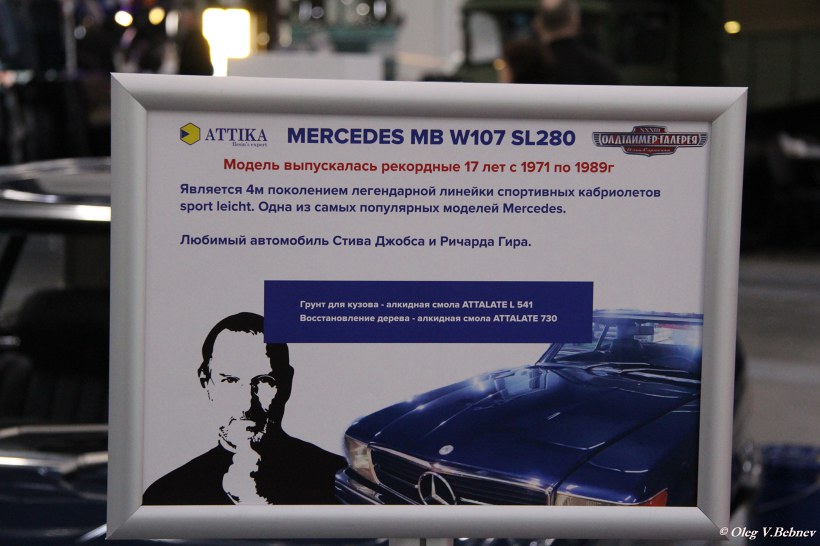 ATTIKA
Resin's expert
MERCEDES MB W107 SL280
XXXIII
ОЛДТАЙМЕР-ГАЛЕРЕЯ
Модель выпускалась рекордные 17 лет с 1971 по 1989г
Является 4м поколением легендарной линейки спортивных кабриолетов
sport leicht. Одна из самых популярных моделей Mercedes.
Любимый автомобиль Стива Джобса и Ричарда Гира.
Грунт для кузова - алкидная смола ATTALATE L 541
Восстановление дерева - алкидная смола ATTALATE 730
© Oleg V.Bebnev